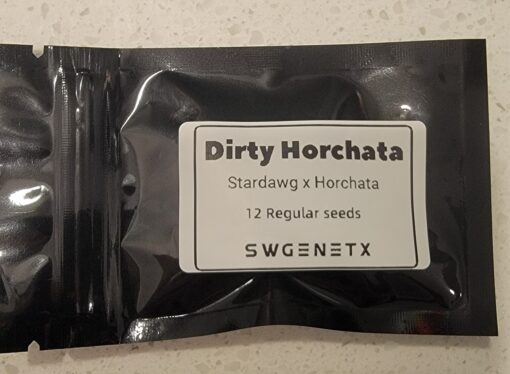 Dirty Horchata
Stardawg x Horchata
12 Regular seeds
SWGENETX